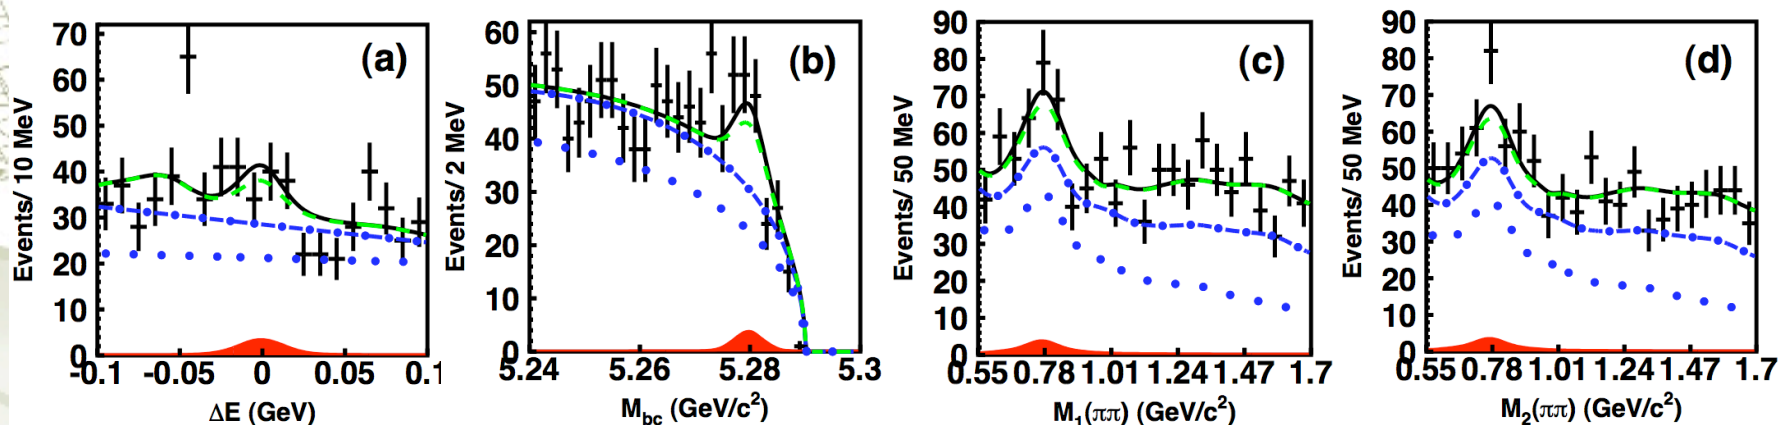 (a)
Events/ 10 MeV
70
60
50
40
30
20
10
0
-0.1 -0.05 0 0.05 0.1
ΔE (GeV)
(b)
Events/ 2 MeV
60
50
40
30
20
10
0
5.24 5.26 5.28 5.3
M_bc (GeV/c²)
(c)
Events/ 50 MeV
90
80
70
60
50
40
30
20
10
0
0.55 0.78 1.01 1.24 1.47 1.7
M₁(ππ) (GeV/c²)
(d)
Events/ 50 MeV
90
80
70
60
50
40
30
20
10
0
0.55 0.78 1.01 1.24 1.47 1.7
M₂(ππ) (GeV/c²)